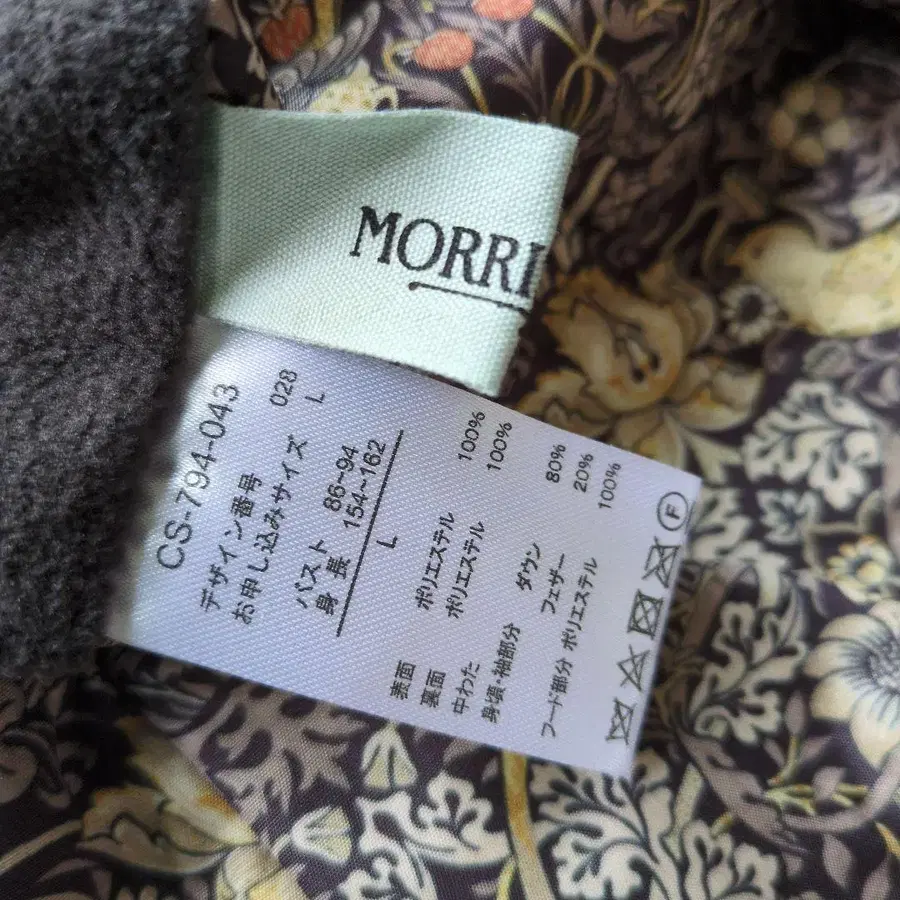 MORRI
CS-794-043
デザイン番号 028
お申し込みサイズ L
バスト 86~94
身長 154~162
L
表面 ポリエステル 100%
裏面 ポリエステル 100%
中わた
身頃・袖部分 ダウン 80%
フェザー 20%
フード部分 ポリエステル 100%
F